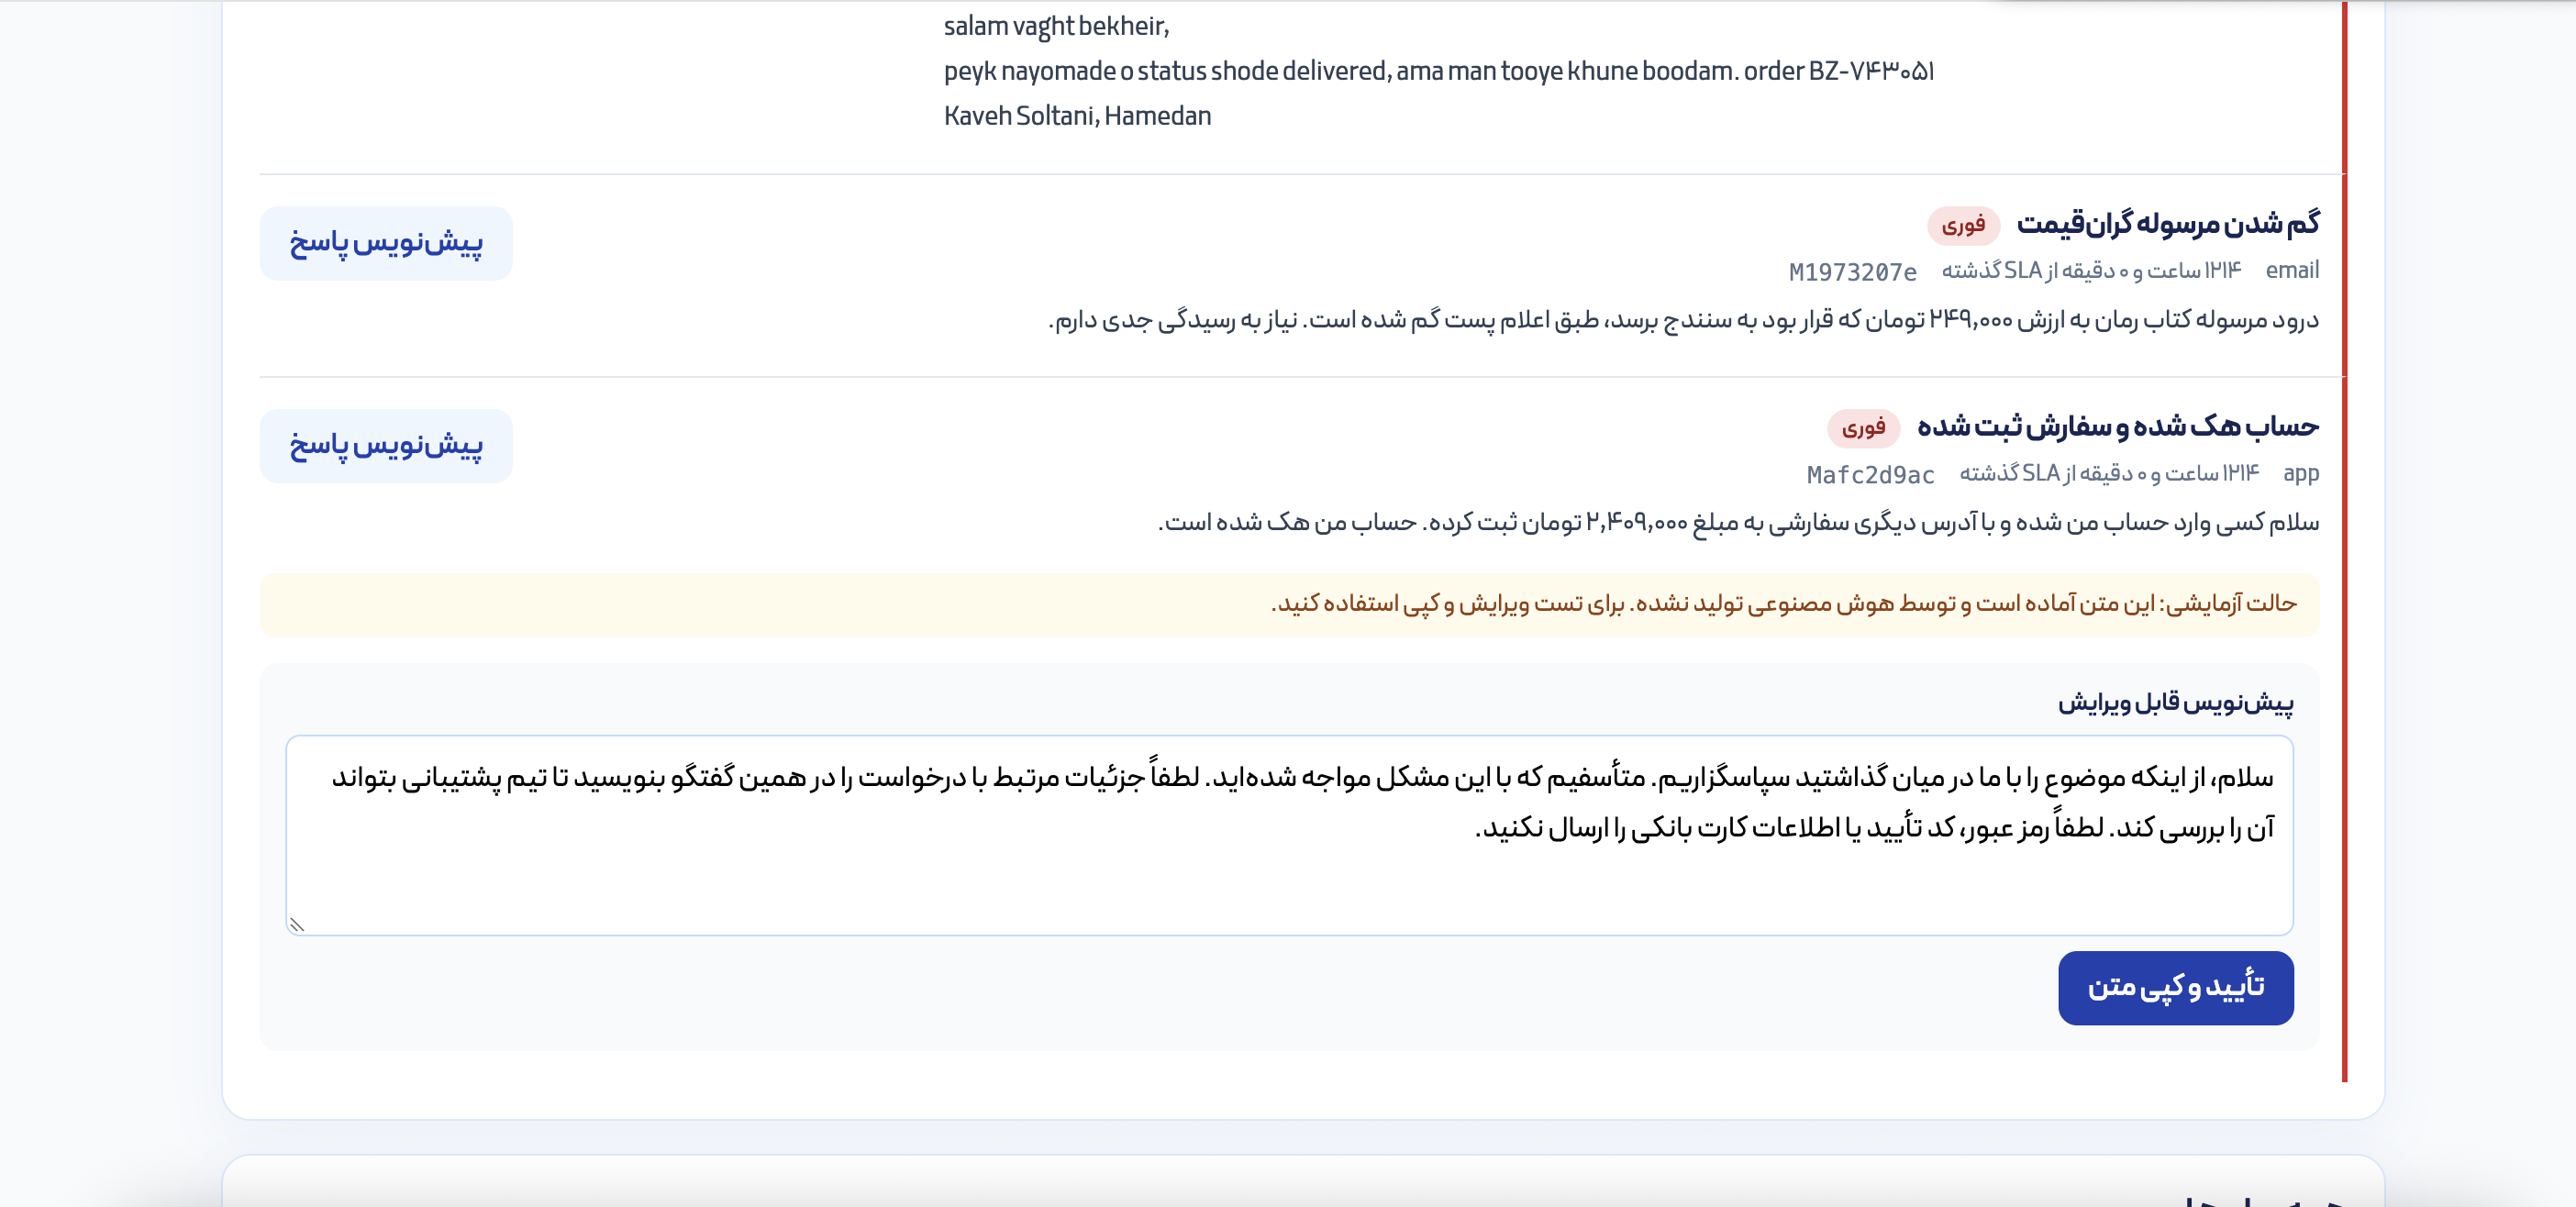 salam vaght bekheir,
peyk nayomade o status shode delivered, ama man tooye khune boodam. order BZ-۷۴۳۰۵۱
Kaveh Soltani, Hamedan
گم شدن مرسوله گران‌قیمت فوری
پیش‌نویس پاسخ
email ۱۲۱۴ ساعت و ۰ دقیقه از SLA گذشته M1973207e
درود مرسوله کتاب رمان به ارزش ۲۴۹,۰۰۰ تومان که قرار بود به سنندج برسد، طبق اعلام پست گم شده است. نیاز به رسیدگی جدی دارم.
حساب هک شده و سفارش ثبت شده فوری
پیش‌نویس پاسخ
app ۱۲۱۴ ساعت و ۰ دقیقه از SLA گذشته Mafc2d9ac
سلام کسی وارد حساب من شده و با آدرس دیگری سفارشی به مبلغ ۲,۴۰۹,۰۰۰ تومان ثبت کرده. حساب من هک شده است.
حالت آزمایشی: این متن آماده است و توسط هوش مصنوعی تولید نشده. برای تست ویرایش و کپی استفاده کنید.
پیش‌نویس قابل ویرایش
سلام، از اینکه موضوع را با ما در میان گذاشتید سپاسگزاریم. متأسفیم که با این مشکل مواجه شده‌اید. لطفاً جزئیات مرتبط با درخواست را در همین گفتگو بنویسید تا تیم پشتیبانی بتواند
آن را بررسی کند. لطفاً رمز عبور، کد تأیید یا اطلاعات کارت بانکی را ارسال نکنید.
تأیید و کپی متن